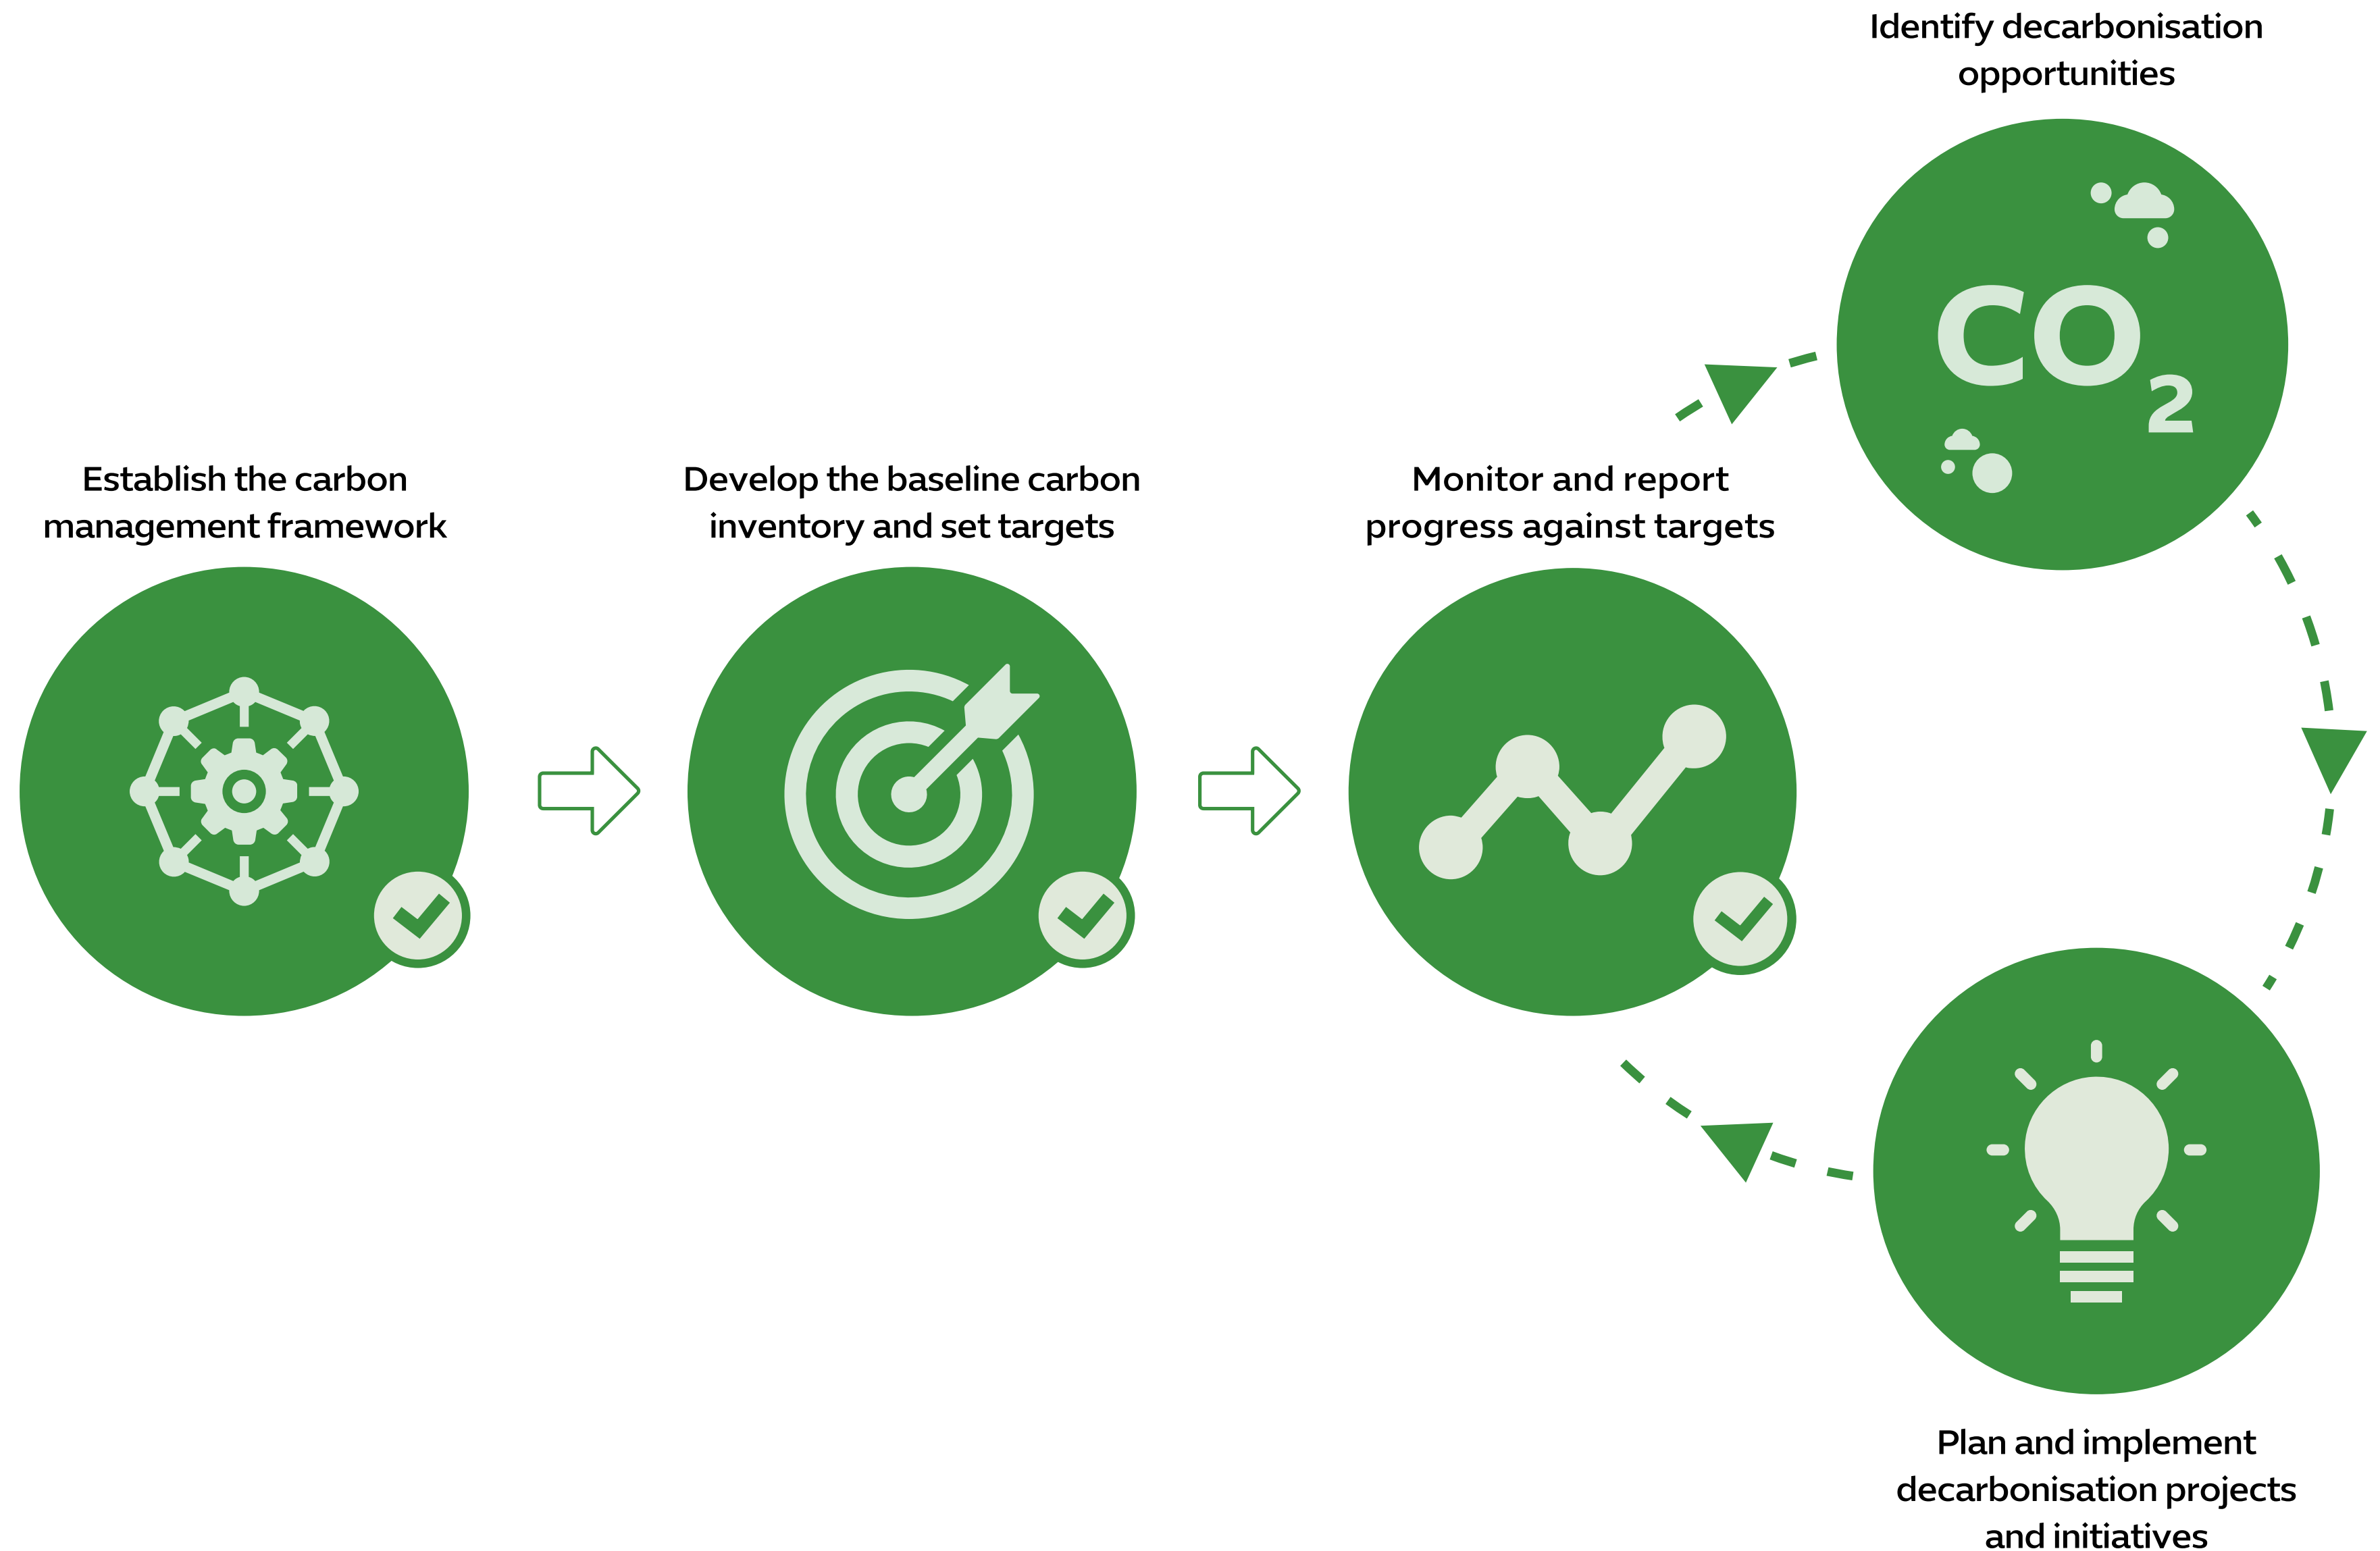 Establish the carbon
management framework
Develop the baseline carbon
inventory and set targets
Monitor and report
progress against targets
Identify decarbonisation
opportunities
CO₂
Plan and implement
decarbonisation projects
and initiatives